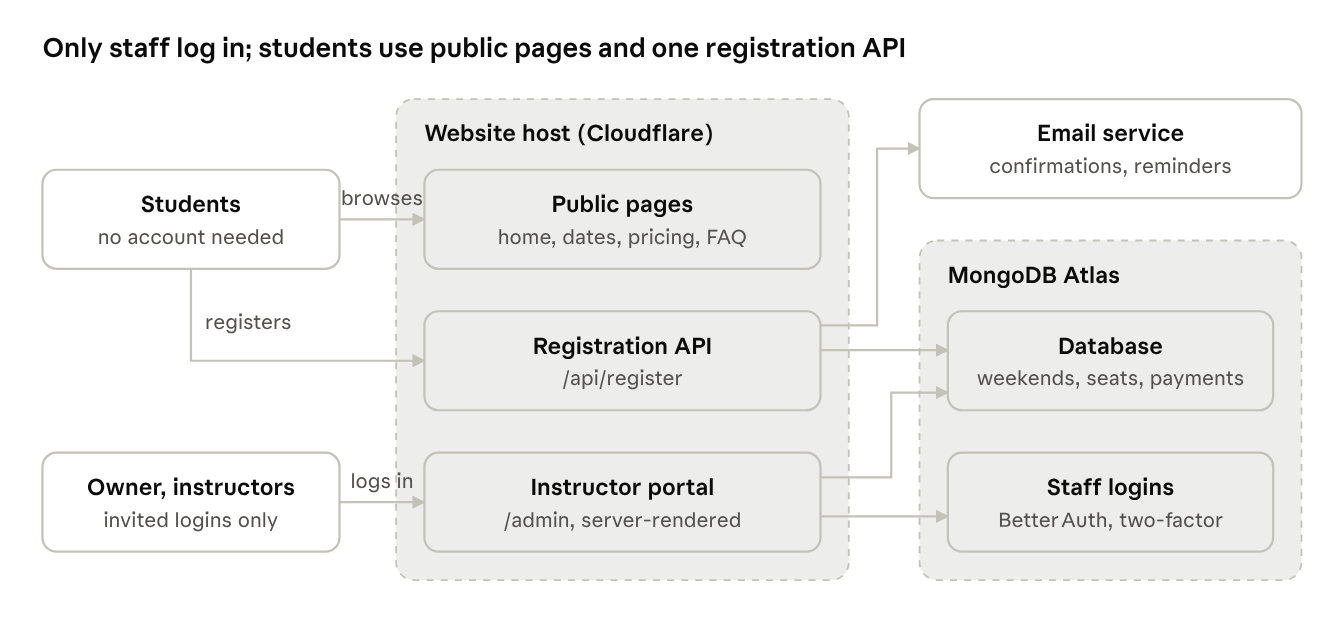 Only staff log in; students use public pages and one registration API
Website host (Cloudflare)
Email service
confirmations, reminders
Students
no account needed
browses
Public pages
home, dates, pricing, FAQ
MongoDB Atlas
registers
Registration API
/api/register
Database
weekends, seats, payments
Owner, instructors
invited logins only
logs in
Instructor portal
/admin, server-rendered
Staff logins
Better Auth, two-factor